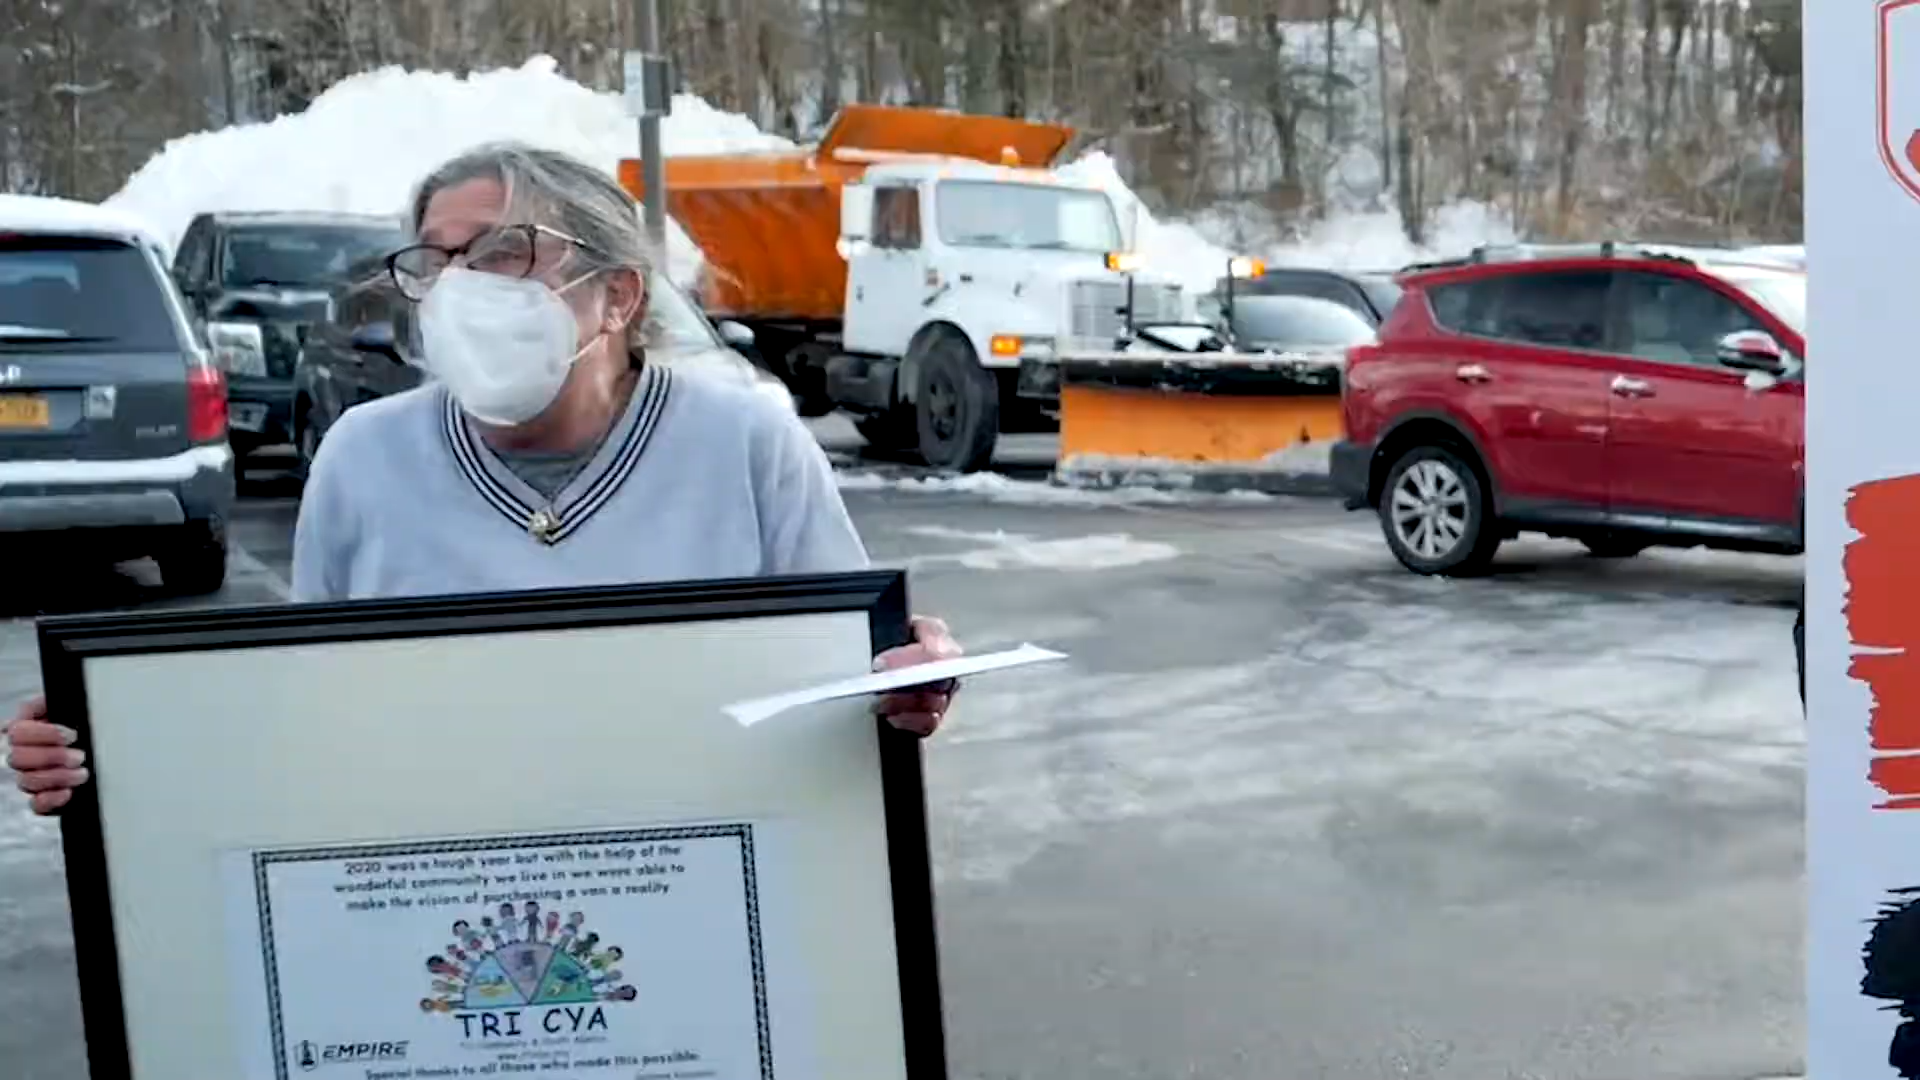 2020 was a tough year but with the help of the
wonderful community we live in we were able to
make the vision of purchasing a van a reality
TRI CYA
EMPIRE
Special thanks to all those who made this possible